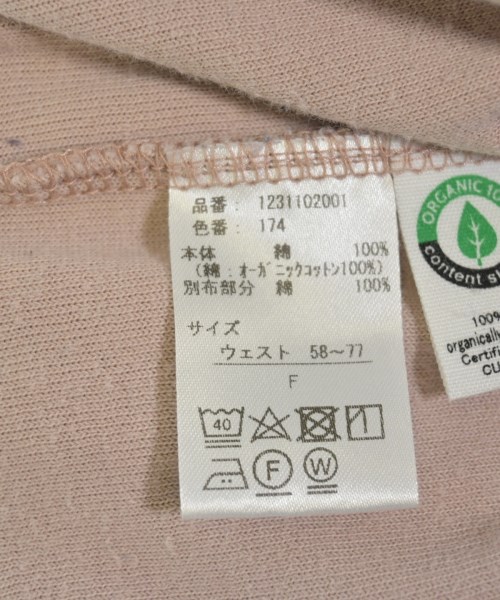 品番： 1231102001
色番： 174
本体 綿 100%
（綿：オーガニックコットン100%）
別布部分 綿 100%
サイズ
ウェスト 58～77
F
40
F
W
ORGANIC 10
content s
100%
organically
Certifi
CU